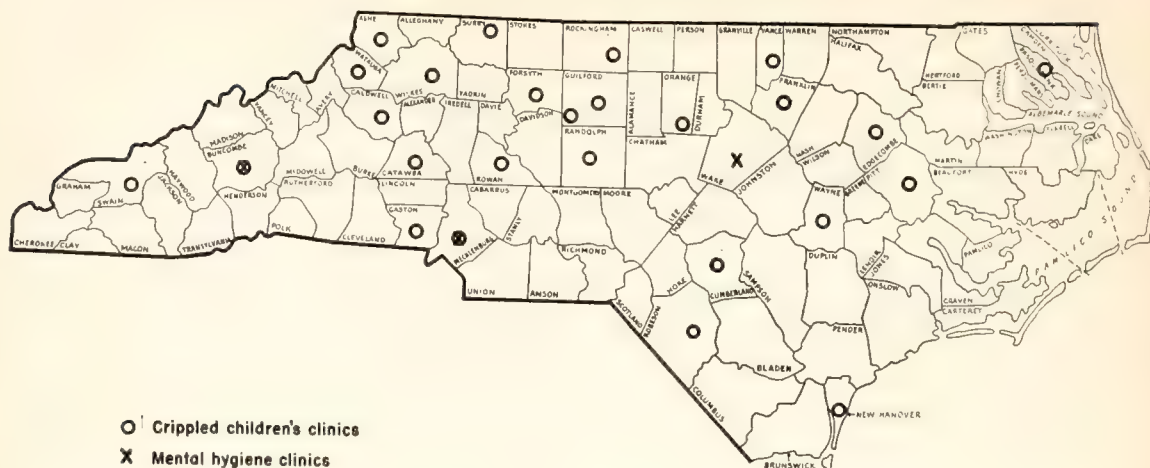 ASHE
ALLEGHANY
SURRY
STOKES
ROCKINGHAM
CASWELL
PERSON
GRANVILLE
VANCE
WARREN
NORTHAMPTON
HALIFAX
GATES
CAMDEN
HERTFORD
BERTIE
CHOWAN
ALBEMARLE SOUND
WATAUGA
WILKES
YADKIN
FORSYTH
GUILFORD
ORANGE
DURHAM
FRANKLIN
MITCHELL
AVERY
CALDWELL
ALEXANDER
IREDELL
DAVIE
DAVIDSON
RANDOLPH
ALAMANCE
CHATHAM
WAKE
JOHNSTON
NASH
WILSON
EDGECOMBE
MARTIN
WASHINGTON
TYRRELL
DARE
BEAUFORT
HYDE
YANCEY
MADISON
BUNCOMBE
HAYWOOD
JACKSON
GRAHAM
SWAIN
HENDERSON
MCDOWELL
RUTHERFORD
BURKE
CATAWBA
LINCOLN
ROWAN
CABARRUS
MONTGOMERY
MOORE
LEE
HARNETT
WAYNE
GREENE
PITT
CHEROKEE
CLAY
MACON
TRANSYLVANIA
POLK
CLEVELAND
GASTON
MECKLENBURG
STANLY
RICHMOND
UNION
ANSON
SCOTLAND
HOKE
ROBESON
CUMBERLAND
SAMPSON
DUPLIN
LENOIR
JONES
ONSLOW
PAMLICO
CRAVEN
CARTERET
PAMLICO SOUND
PENDER
BLADEN
COLUMBUS
NEW HANOVER
BRUNSWICK
O Crippled children's clinics
X Mental hygiene clinics